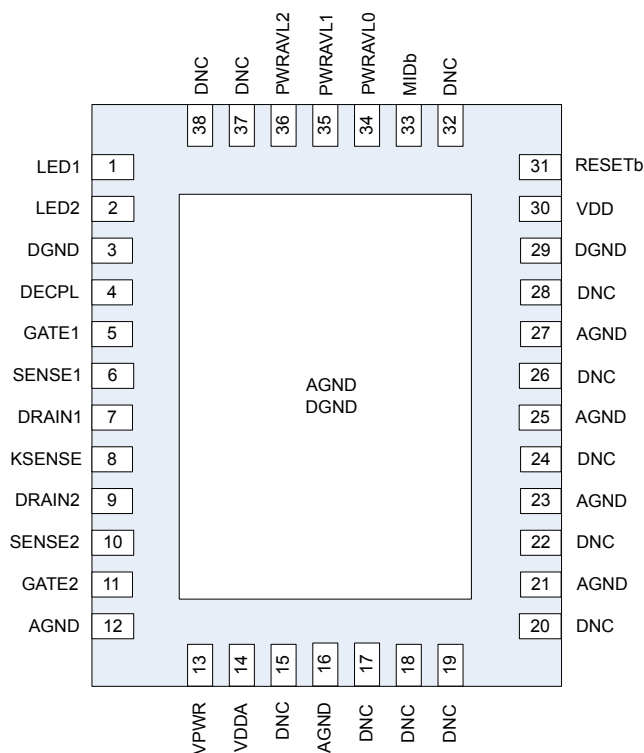 DNC
DNC
PWRAVL2
PWRAVL1
PWRAVL0
MIDb
DNC
38
37
36
35
34
33
32
LED1 1
LED2 2
DGND 3
DECPL 4
GATE1 5
SENSE1 6
DRAIN1 7
KSENSE 8
DRAIN2 9
SENSE2 10
GATE2 11
AGND 12
AGND
DGND
31 RESETb
30 VDD
29 DGND
28 DNC
27 AGND
26 DNC
25 AGND
24 DNC
23 AGND
22 DNC
21 AGND
20 DNC
13
14
15
16
17
18
19
VPWR
VDDA
DNC
AGND
DNC
DNC
DNC